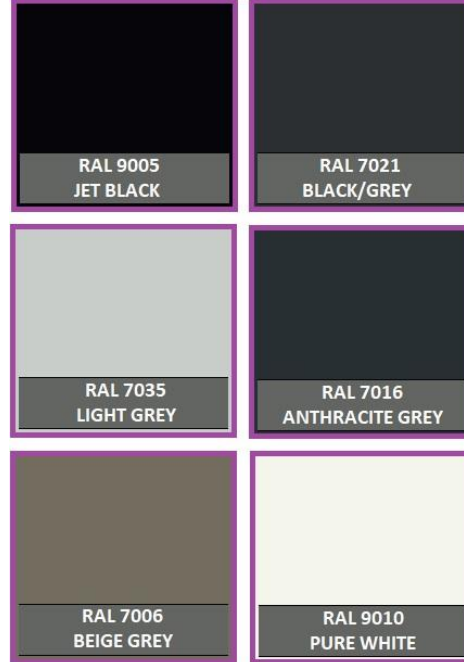 RAL 9005
JET BLACK
RAL 7021
BLACK/GREY
RAL 7035
LIGHT GREY
RAL 7016
ANTHRACITE GREY
RAL 7006
BEIGE GREY
RAL 9010
PURE WHITE